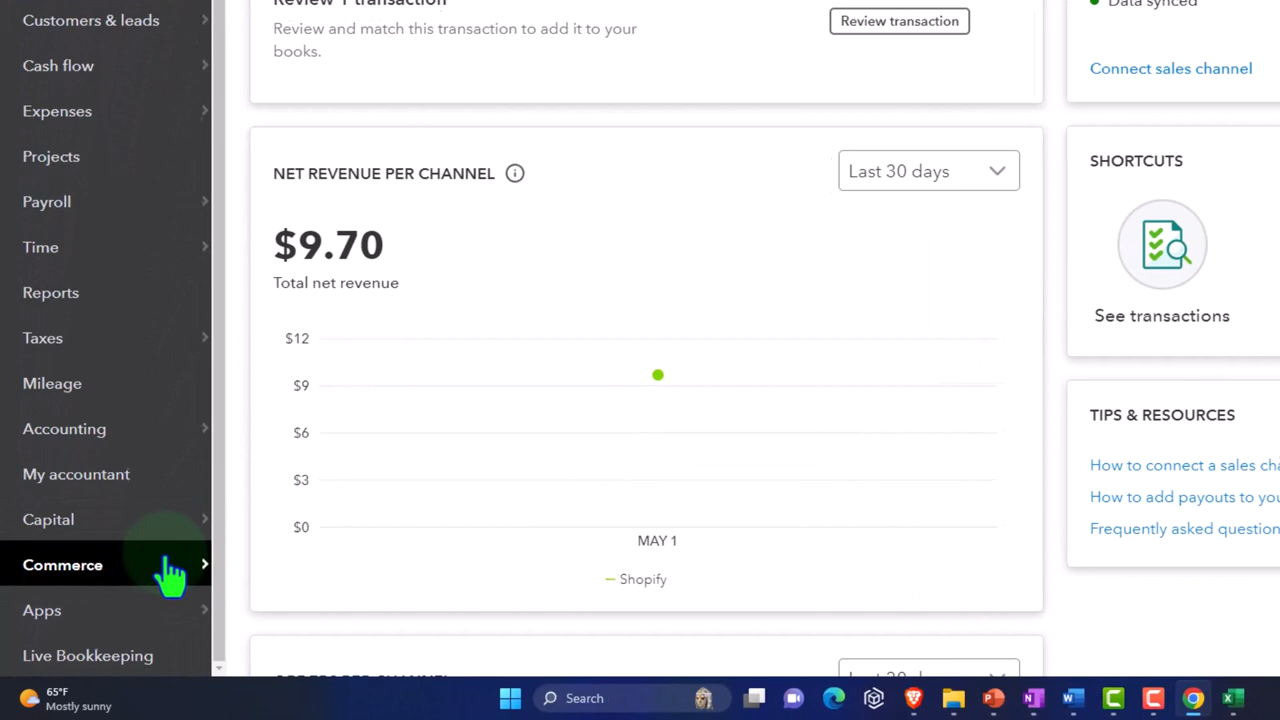 Customers & leads
Cash flow
Expenses
Projects
Payroll
Time
Reports
Taxes
Mileage
Accounting
My accountant
Capital
Commerce
Apps
Live Bookkeeping
Review 1 transaction
Review and match this transaction to add it to your
books.
Review transaction
NET REVENUE PER CHANNEL
Last 30 days
$9.70
Total net revenue
$12
$9
$6
$3
$0
MAY 1
Shopify
Last 30 days
Data synced
Connect sales channel
SHORTCUTS
See transactions
TIPS & RESOURCES
How to connect a sales cha
How to add payouts to you
Frequently asked question
65°F
Mostly sunny
Search